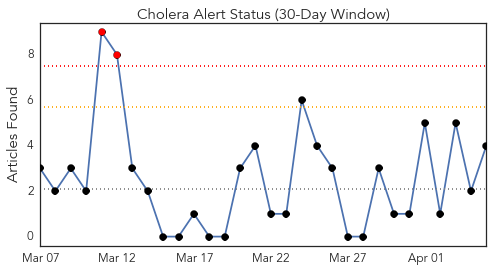 Cholera Alert Status (30-Day Window)
Articles Found
8
6
4
2
0
Mar 07 Mar 12 Mar 17 Mar 22 Mar 27 Apr 01